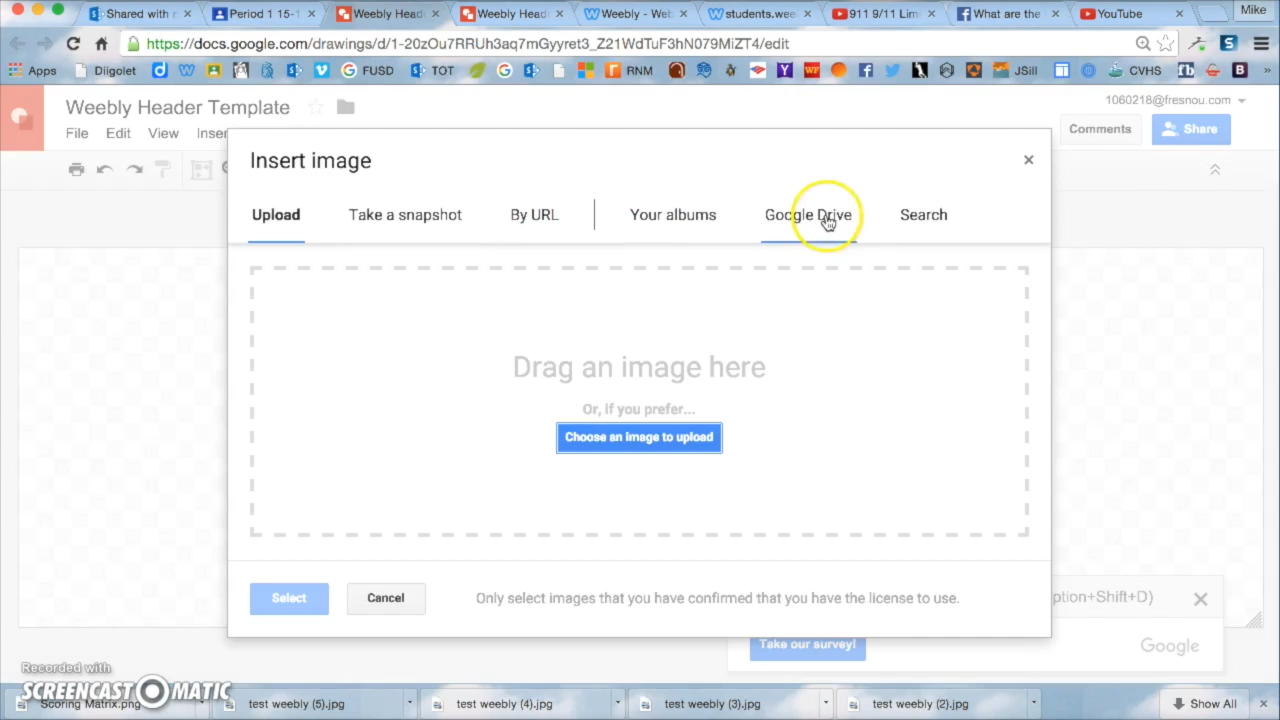 Shared with r
Period 1 15-1
Weebly Head
Weebly Head
Weebly - Web
students.wee
911 9/11 Lim
What are the
YouTube
Mike
https://docs.google.com/drawings/d/1-20zOu7RRUh3aq7mGyyret3_Z21WdTuF3hN079MiZT4/edit
Apps Diigolet FUSD TOT RNM JSill CVHS »
Weebly Header Template
1060218@fresnou.com
File Edit View Inser
Comments Share
Insert image
Upload Take a snapshot By URL Your albums Google Drive Search
Drag an image here
Or, if you prefer...
Choose an image to upload
Select Cancel Only select images that you have confirmed that you have the license to use.
ption+Shift+D)
Take our survey! Google
Recorded with
SCREENCAST MATIC
Scoring Matrix.png test weebly (5).jpg test weebly (4).jpg test weebly (3).jpg test weebly (2).jpg Show All